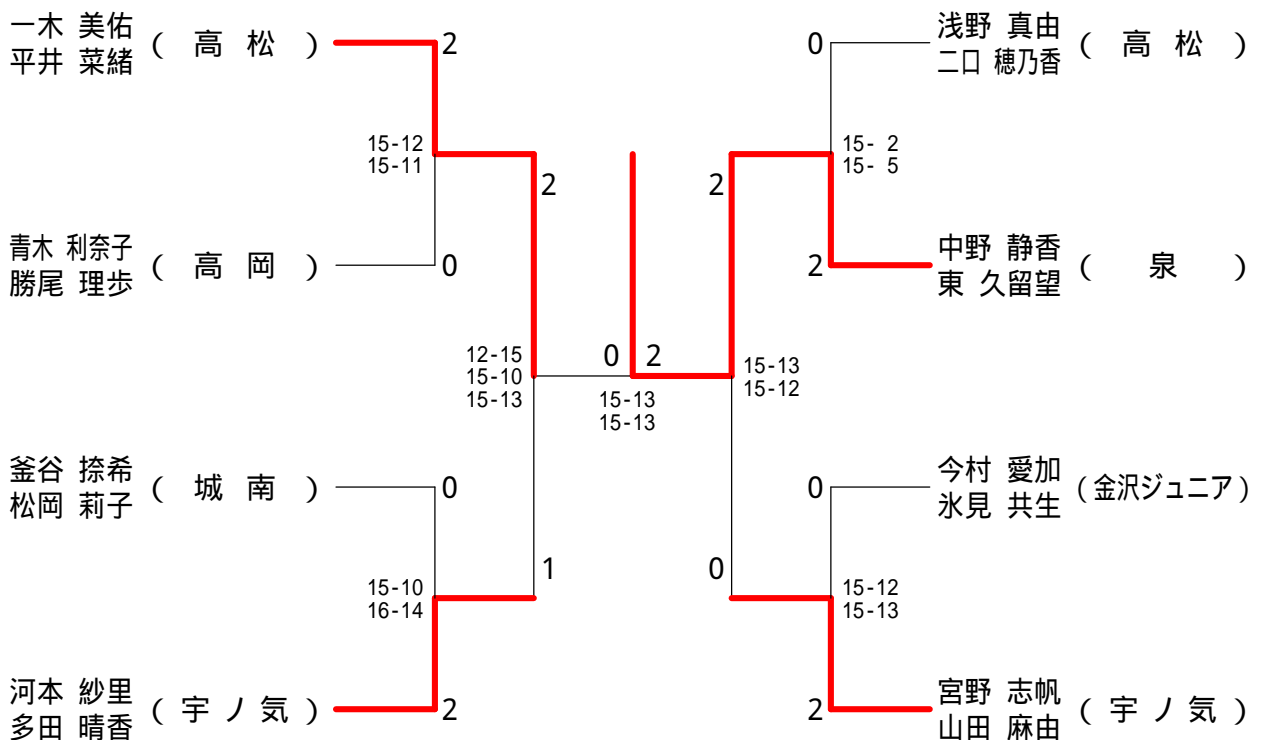 一木 美佑
平井 菜緒
( 高 松 )
2
15-12
15-11
青木 利奈子
勝尾 理歩
( 高 岡 )
0
2
12-15
15-10
15-13
釜谷 捺希
松岡 莉子
( 城 南 )
0
15-10
16-14
1
河本 紗里
多田 晴香
( 宇 ノ 気 )
2
0 2
15-13
15-13
浅野 真由
二口 穂乃香
( 高 松 )
0
15- 2
15- 5
2
中野 静香
東 久留望
( 泉 )
2
15-13
15-12
今村 愛加
氷見 共生
(金沢ジュニア)
0
0
15-12
15-13
宮野 志帆
山田 麻由
( 宇 ノ 気 )
2